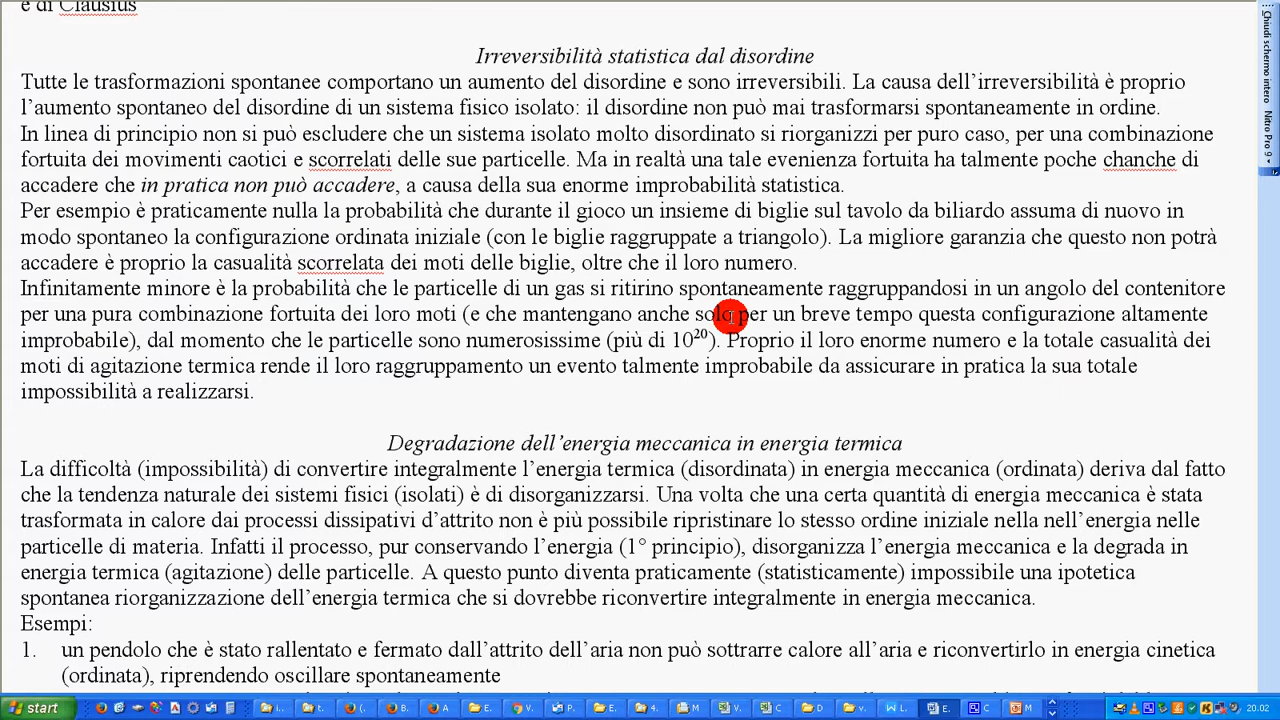 e di Clausius
Irreversibilità statistica dal disordine
Tutte le trasformazioni spontanee comportano un aumento del disordine e sono irreversibili. La causa dell’irreversibilità è proprio
l’aumento spontaneo del disordine di un sistema fisico isolato: il disordine non può mai trasformarsi spontaneamente in ordine.
In linea di principio non si può escludere che un sistema isolato molto disordinato si riorganizzi per puro caso, per una combinazione
fortuita dei movimenti caotici e scorrelati delle sue particelle. Ma in realtà una tale evenienza fortuita ha talmente poche chanche di
accadere che in pratica non può accadere, a causa della sua enorme improbabilità statistica.
Per esempio è praticamente nulla la probabilità che durante il gioco un insieme di biglie sul tavolo da biliardo assuma di nuovo in
modo spontaneo la configurazione ordinata iniziale (con le biglie raggruppate a triangolo). La migliore garanzia che questo non potrà
accadere è proprio la casualità scorrelata dei moti delle biglie, oltre che il loro numero.
Infinitamente minore è la probabilità che le particelle di un gas si ritirino spontaneamente raggruppandosi in un angolo del contenitore
per una pura combinazione fortuita dei loro moti (e che mantengano anche solo per un breve tempo questa configurazione altamente
improbabile), dal momento che le particelle sono numerosissime (più di 10²⁰). Proprio il loro enorme numero e la totale casualità dei
moti di agitazione termica rende il loro raggruppamento un evento talmente improbabile da assicurare in pratica la sua totale
impossibilità a realizzarsi.
Degradazione dell’energia meccanica in energia termica
La difficoltà (impossibilità) di convertire integralmente l’energia termica (disordinata) in energia meccanica (ordinata) deriva dal fatto
che la tendenza naturale dei sistemi fisici (isolati) è di disorganizzarsi. Una volta che una certa quantità di energia meccanica è stata
trasformata in calore dai processi dissipativi d’attrito non è più possibile ripristinare lo stesso ordine iniziale nella nell’energia nelle
particelle di materia. Infatti il processo, pur conservando l’energia (1° principio), disorganizza l’energia meccanica e la degrada in
energia termica (agitazione) delle particelle. A questo punto diventa praticamente (statisticamente) impossibile una ipotetica
spontanea riorganizzazione dell’energia termica che si dovrebbe riconvertire integralmente in energia meccanica.
Esempi:
1. un pendolo che è stato rallentato e fermato dall’attrito dell’aria non può sottrarre calore all’aria e riconvertirlo in energia cinetica
(ordinata), riprendendo oscillare spontaneamente
Chiudi schermo intero
Nitro Pro 9
start
20.02